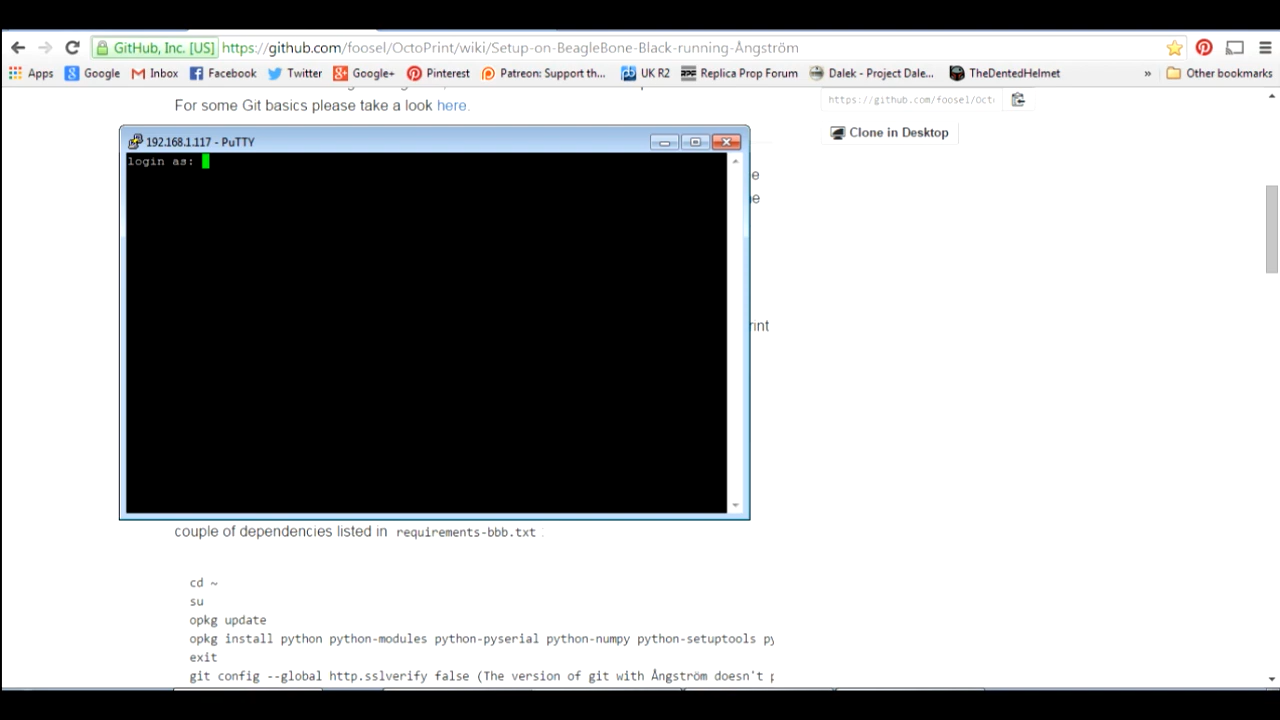 GitHub, Inc. [US] https://github.com/foosel/OctoPrint/wiki/Setup-on-BeagleBone-Black-running-Ångström
Apps Google Inbox Facebook Twitter Google+ Pinterest Patreon: Support th... UK R2 Replica Prop Forum Dalek - Project Dale... TheDentedHelmet » Other bookmarks
For some Git basics please take a look here.
https://github.com/foosel/Oct
Clone in Desktop
192.168.1.117 - PuTTY
login as:
couple of dependencies listed in requirements-bbb.txt :
cd ~
su
opkg update
opkg install python python-modules python-pyserial python-numpy python-setuptools py
exit
git config --global http.sslverify false (The version of git with Ångström doesn't